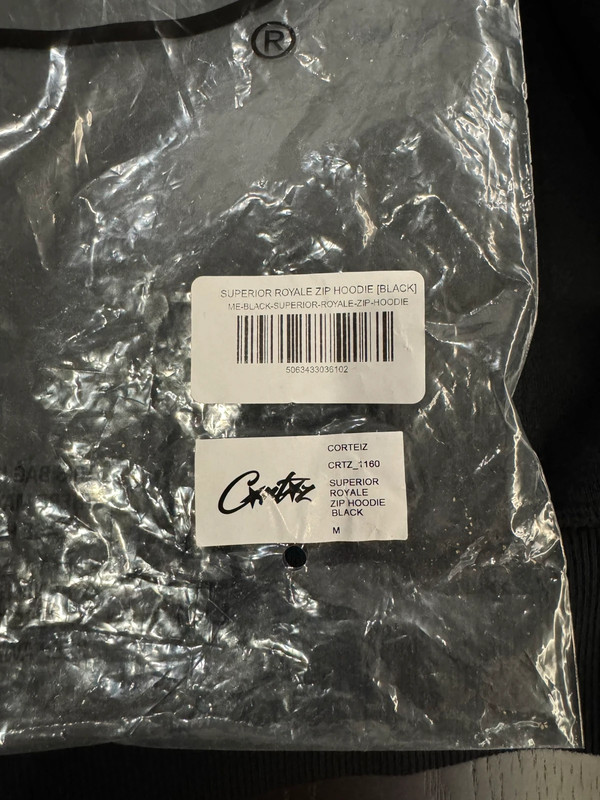 ®
SUPERIOR ROYALE ZIP HOODIE [BLACK]
ME-BLACK-SUPERIOR-ROYALE-ZIP-HOODIE
5063433036102
Corteiz
CORTEIZ
CRTZ_1160
SUPERIOR
ROYALE
ZIP HOODIE
BLACK
M